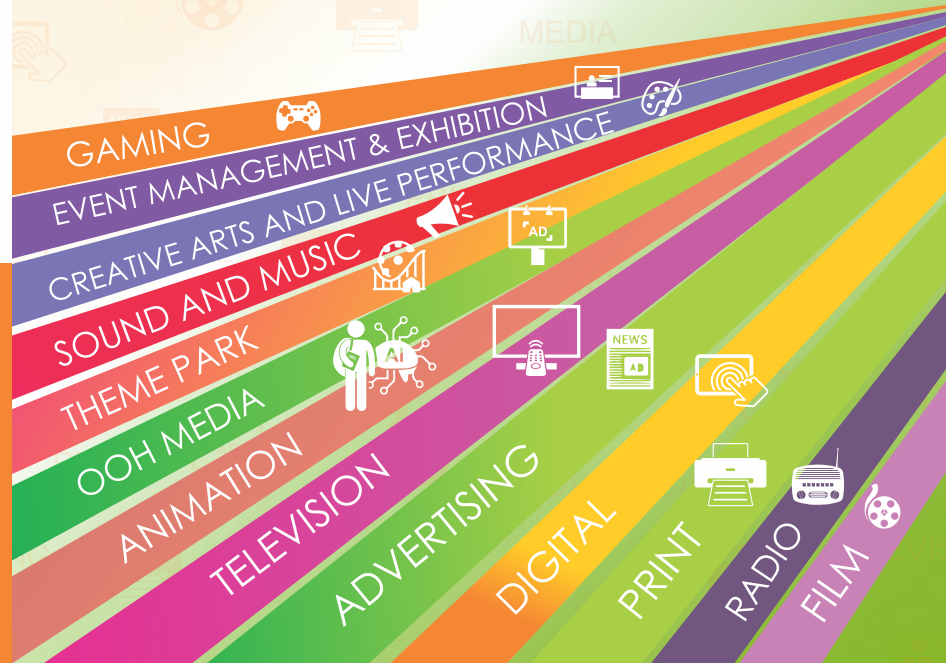 MEDIA
GAMING
EVENT MANAGEMENT & EXHIBITION
CREATIVE ARTS AND LIVE PERFORMANCE
SOUND AND MUSIC
THEME PARK
OOH MEDIA
ANIMATION
TELEVISION
ADVERTISING
DIGITAL
PRINT
RADIO
FILM
AD
AI
NEWS
AD